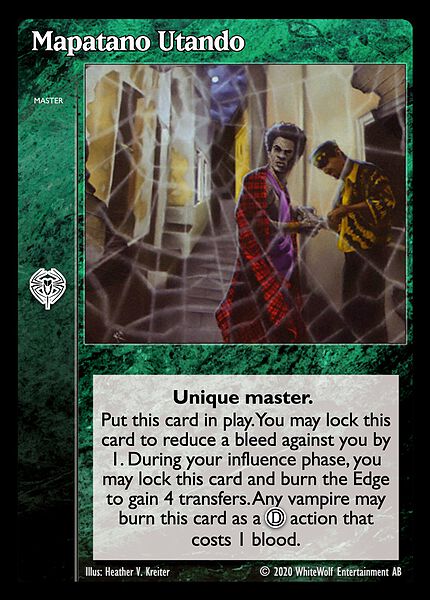 Mapatano Utando
MASTER
Unique master.
Put this card in play. You may lock this
card to reduce a bleed against you by
1. During your influence phase, you
may lock this card and burn the Edge
to gain 4 transfers. Any vampire may
burn this card as a Ⓓ action that
costs 1 blood.
Illus: Heather V. Kreiter
© 2020 WhiteWolf Entertainment AB